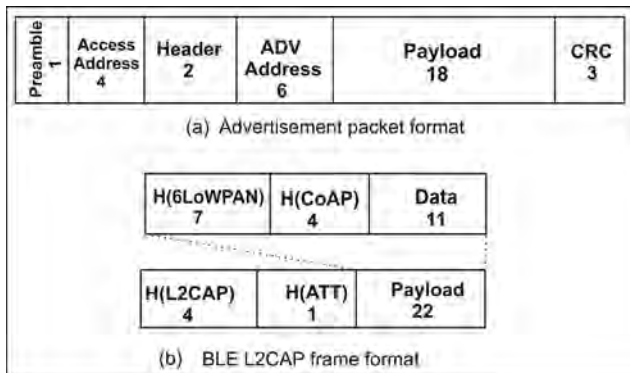 Preamble 1
Access Address 4
Header 2
ADV Address 6
Payload 18
CRC 3
(a) Advertisement packet format
H(6LoWPAN) 7
H(CoAP) 4
Data 11
H(L2CAP) 4
H(ATT) 1
Payload 22
(b) BLE L2CAP frame format